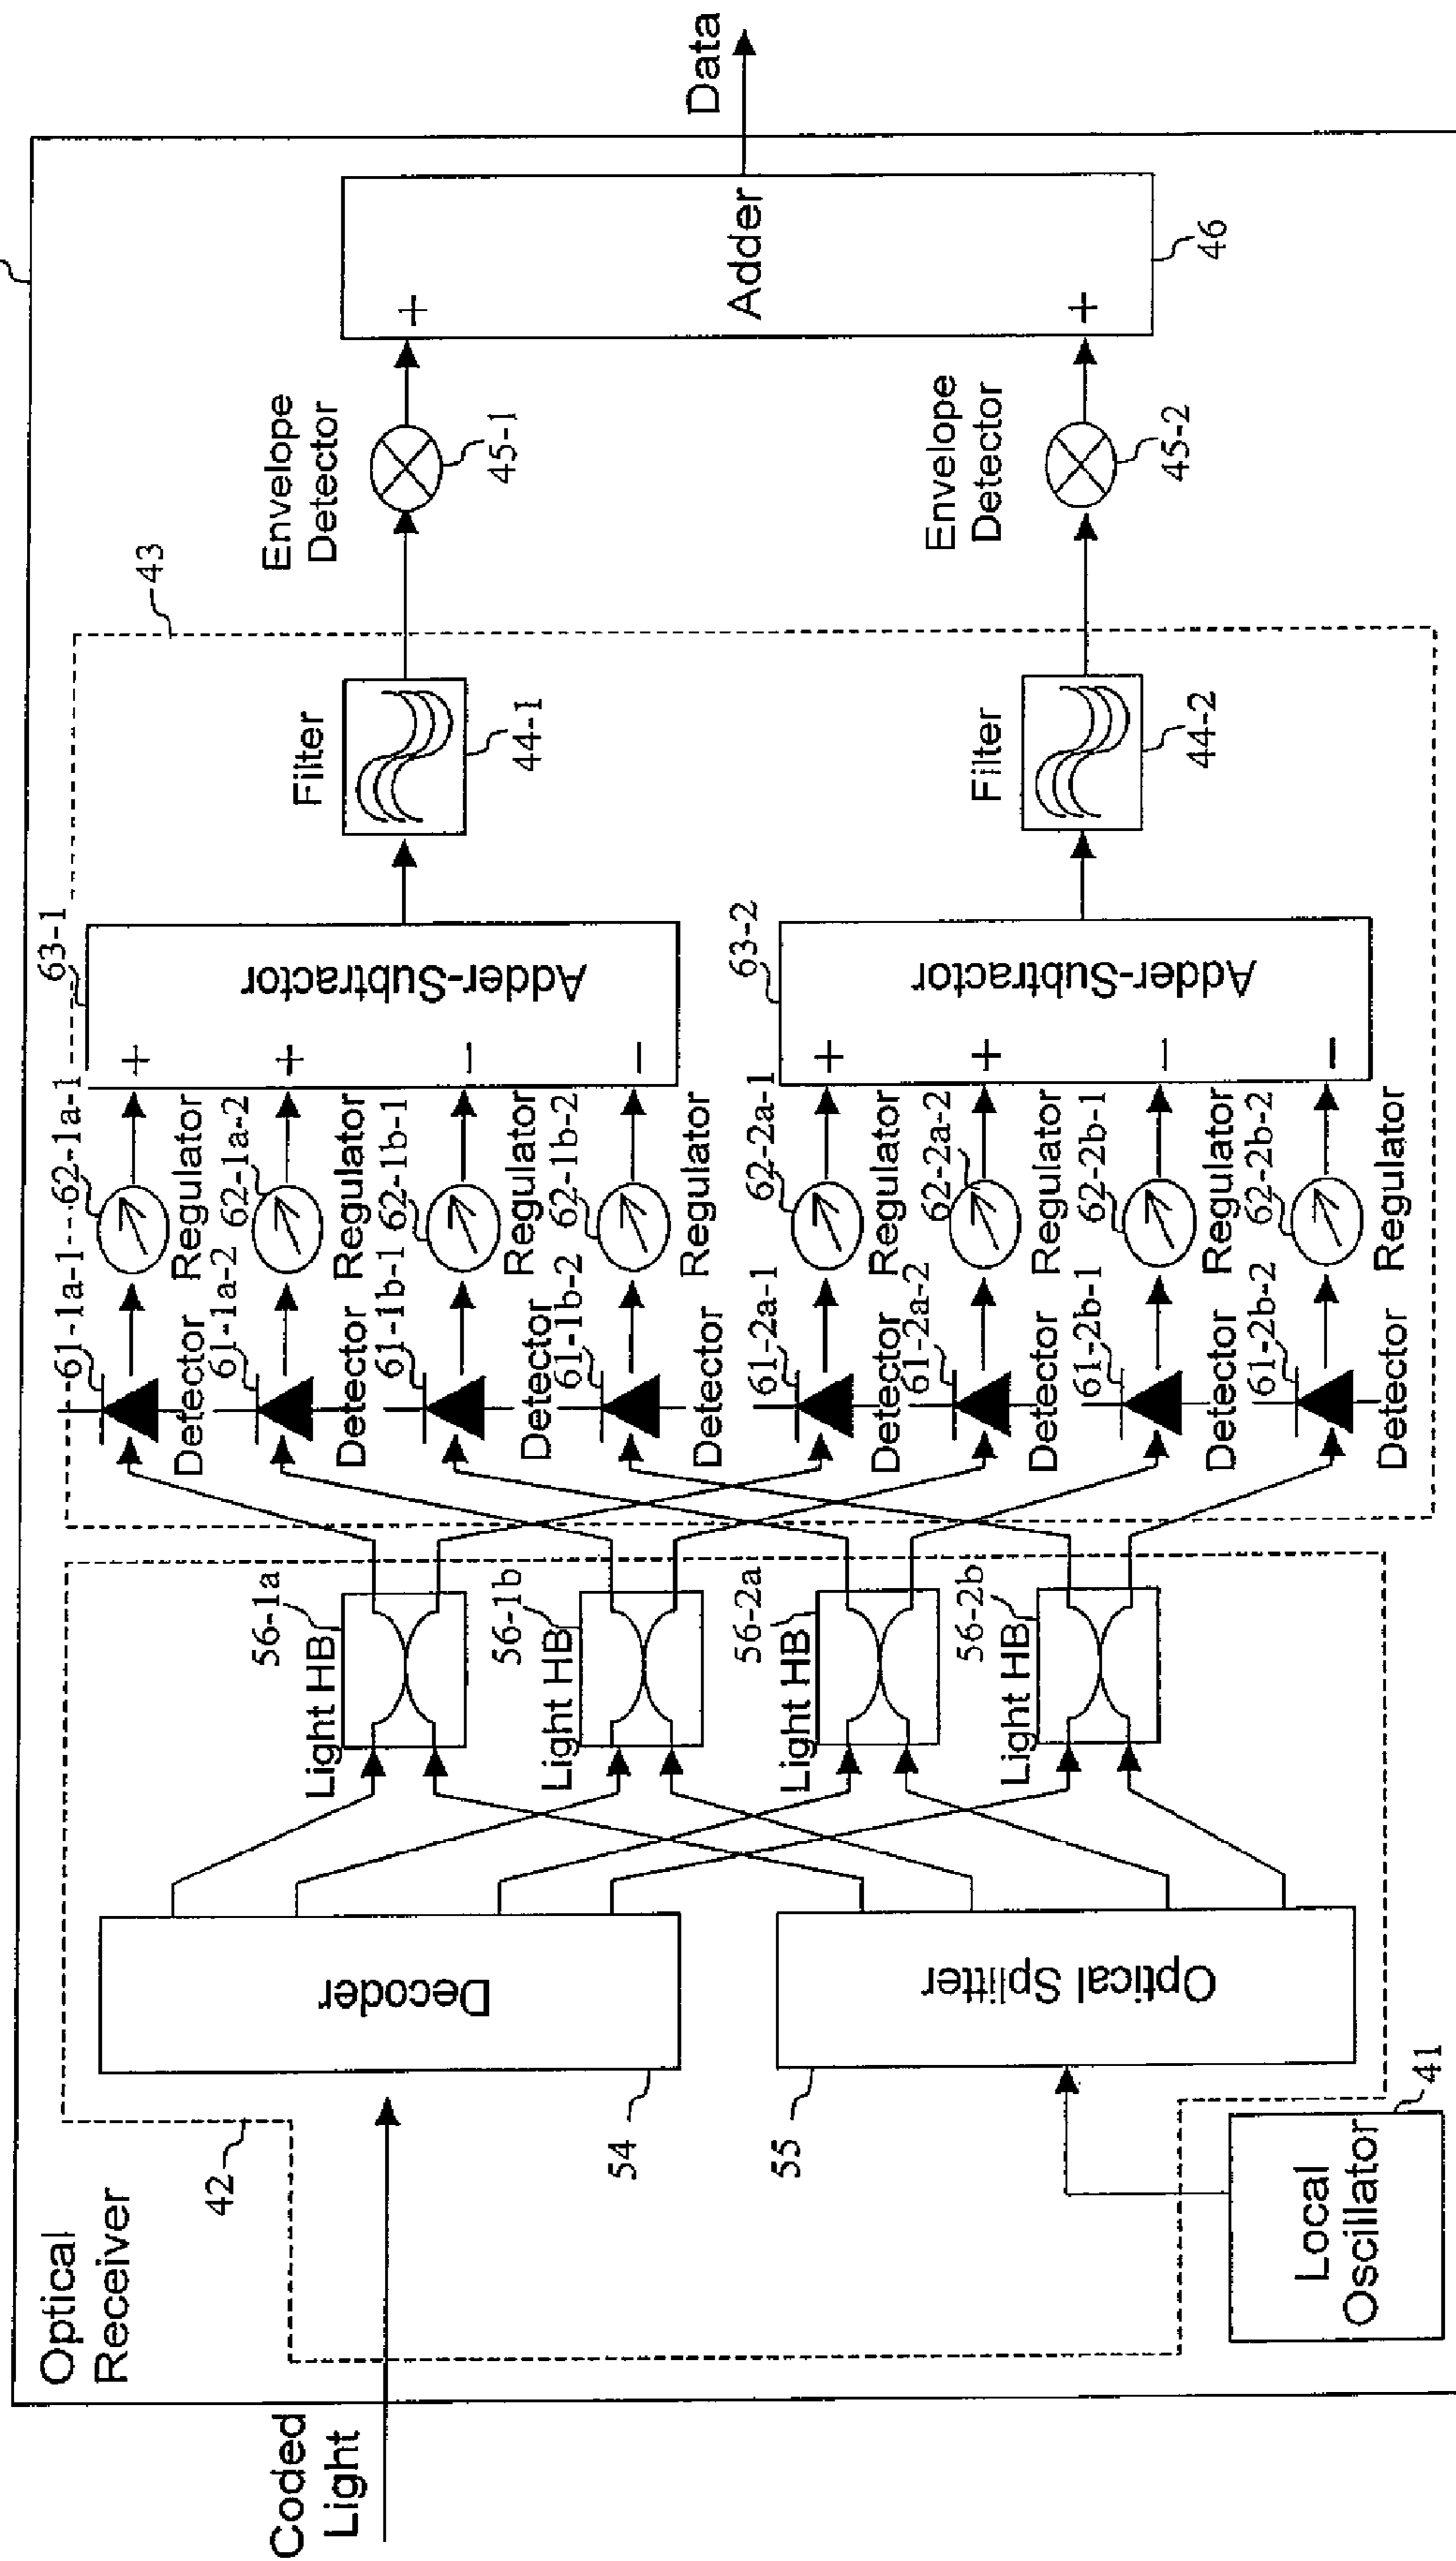 Optical
Receiver
Coded
Light
42
Decoder
54
Optical Splitter
55
Local
Oscillator
41
56-1a
Light HB
56-1b
Light HB
56-2a
Light HB
56-2b
Light HB
43
61-1a-1
Detector
61-1a-2
Detector
61-1b-1
Detector
61-1b-2
Detector
61-2a-1
Detector
61-2a-2
Detector
61-2b-1
Detector
61-2b-2
Detector
62-1a-1
Regulator
62-1a-2
Regulator
62-1b-1
Regulator
62-1b-2
Regulator
62-2a-1
Regulator
62-2a-2
Regulator
62-2b-1
Regulator
62-2b-2
Regulator
63-1
+
+
−
−
Adder-Subtractor
63-2
+
+
−
−
Adder-Subtractor
Filter
44-1
Filter
44-2
Envelope
Detector
45-1
Envelope
Detector
45-2
+
Adder
+
46
Data